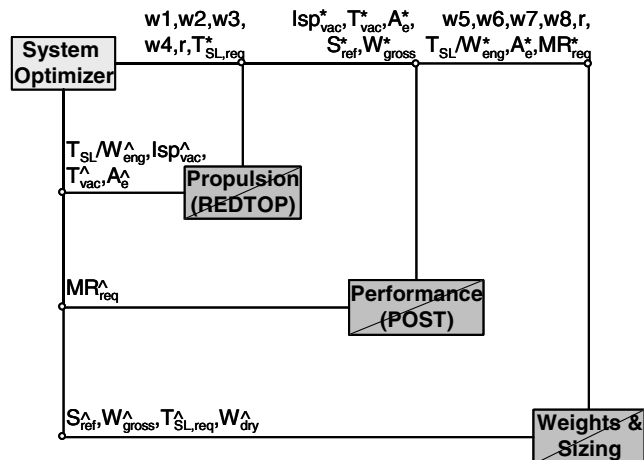 w1,w2,w3,
w4,r,T*SL,req
Isp*vac,T*vac,A*e,
S*ref,W*gross
w5,w6,w7,w8,r,
TSL/W*eng,A*e,MR*req
System
Optimizer
TSL/W^eng,Isp^vac,
T^vac,A^e
Propulsion
(REDTOP)
MR^req
Performance
(POST)
S^ref,W^gross,T^SL,req,W^dry
Weights &
Sizing